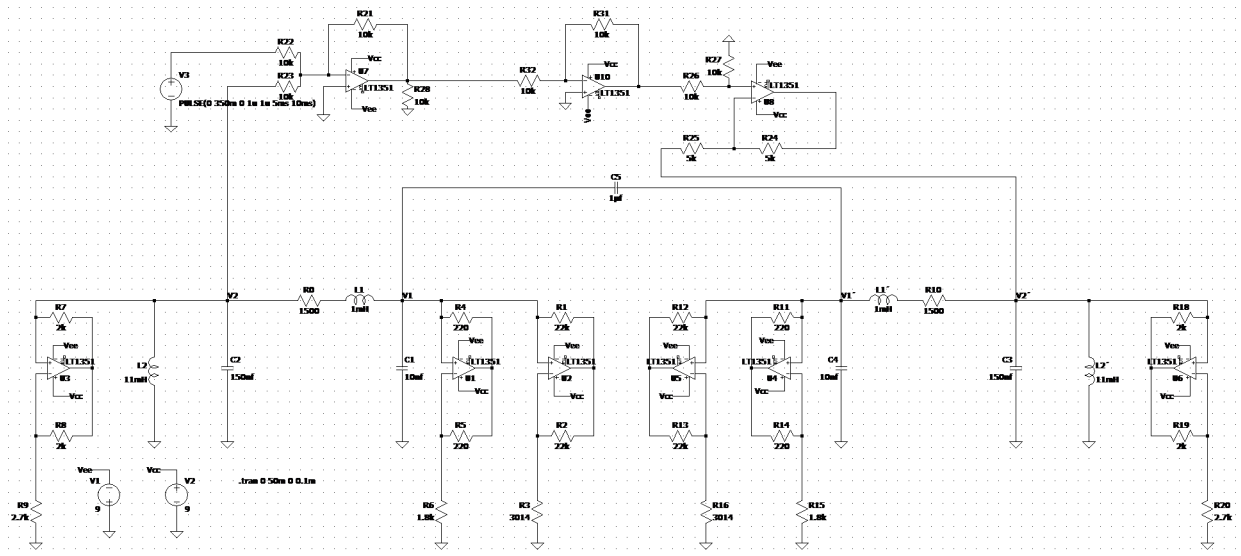 R21
10k
R31
10k
R22
10k
R23
10k
V3
PULSE(0 350m 0 1u 1u 5ms 10ms)
Vcc
U7
LT1351
Vee
R28
10k
R32
10k
Vcc
U10
LT1351
Vee
R26
10k
R27
10k
Vee
LT1351
U8
Vcc
R25
5k
R24
5k
C5
1µf
V2
R0
1500
L1
1mH
V1
V1´
L1´
1mH
R10
1500
V2´
R7
2k
Vee
LT1351
U3
Vcc
R8
2k
R9
2.7k
L2
11mH
C2
150nf
C1
10nf
R4
220
Vee
LT1351
U1
Vcc
R5
220
R6
1.8k
R1
22k
Vee
LT1351
U2
Vcc
R2
22k
R3
3014
R12
22k
Vee
LT1351
U5
Vcc
R13
22k
R16
3014
R11
220
Vee
LT1351
U4
Vcc
R14
220
R15
1.8k
C4
10nf
C3
150nf
L2´
11mH
R18
2k
Vee
LT1351
U6
Vcc
R19
2k
R20
2.7k
Vee
V1
9
Vcc
V2
9
.tran 0 50m 0 0.1m